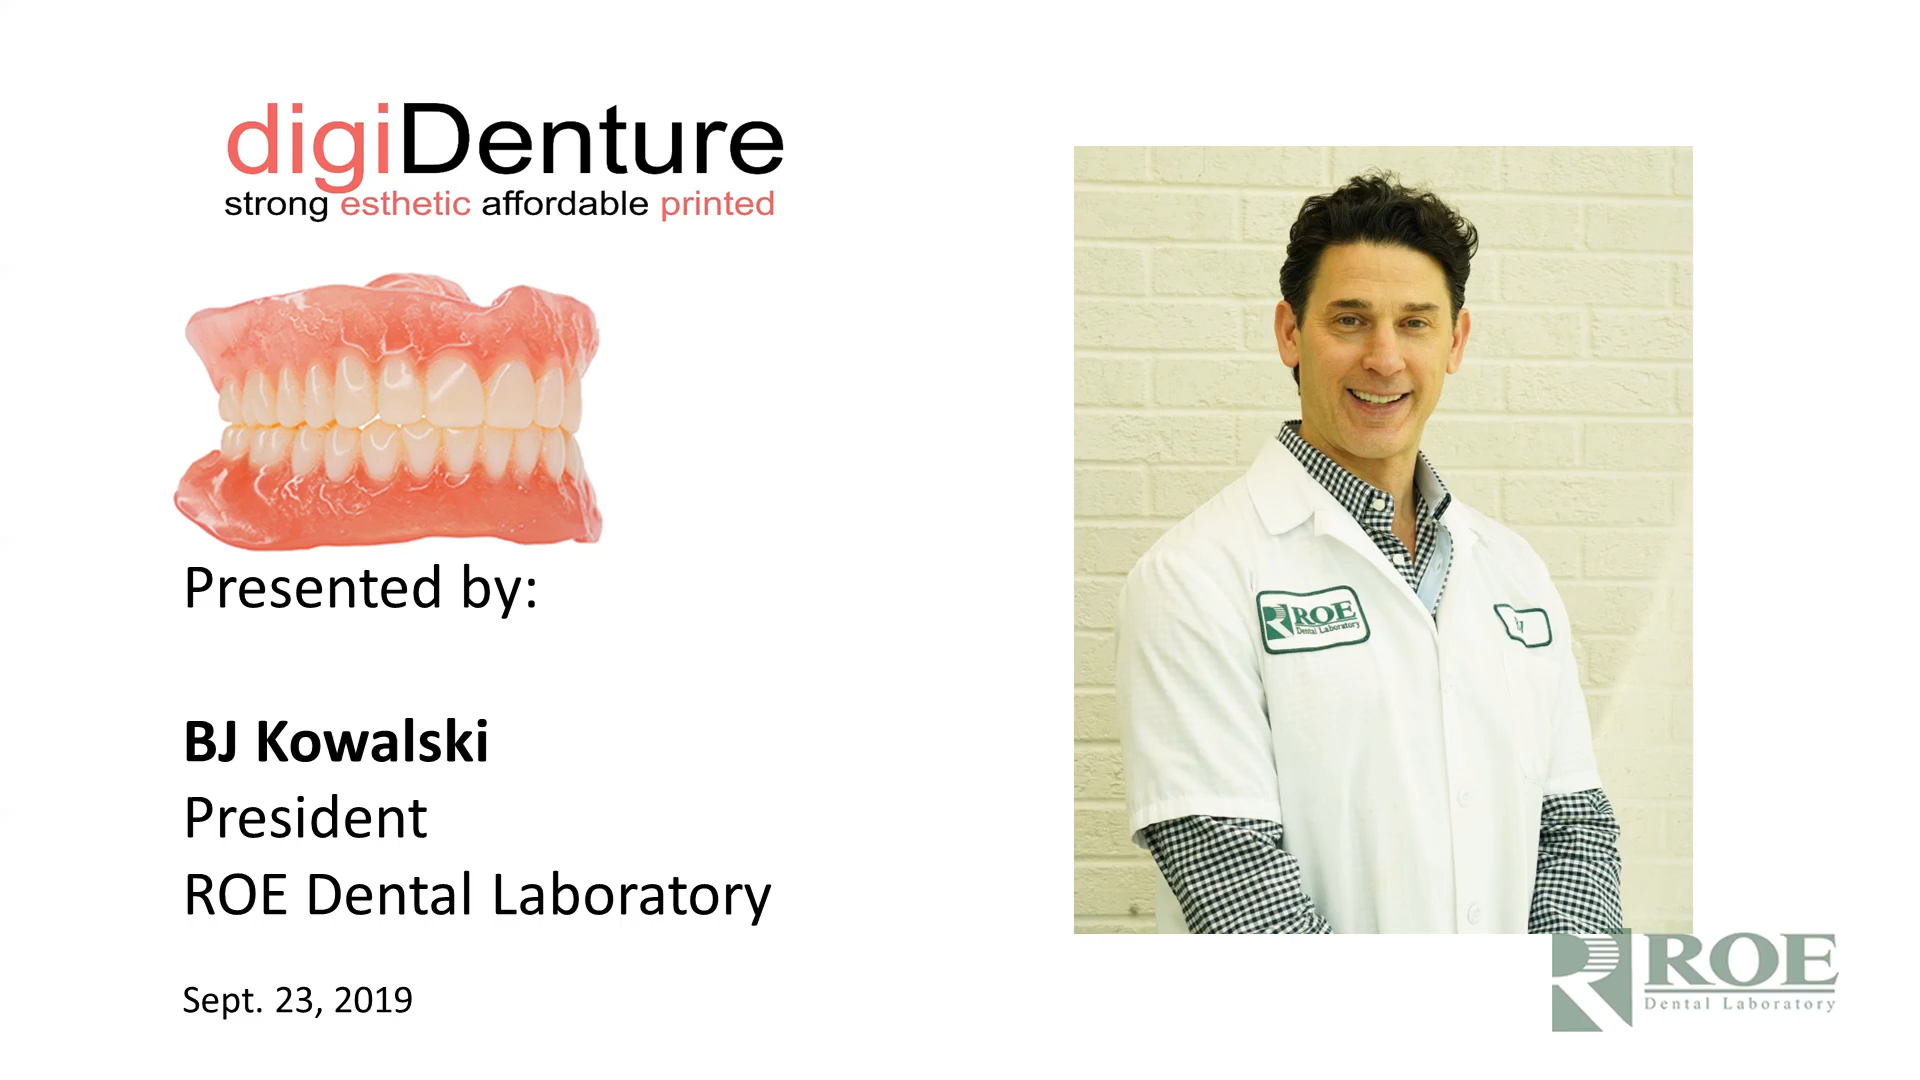 digiDenture
strong esthetic affordable printed
Presented by:
BJ Kowalski
President
ROE Dental Laboratory
Sept. 23, 2019
ROE
Dental Laboratory
BJ
R ROE
Dental Laboratory